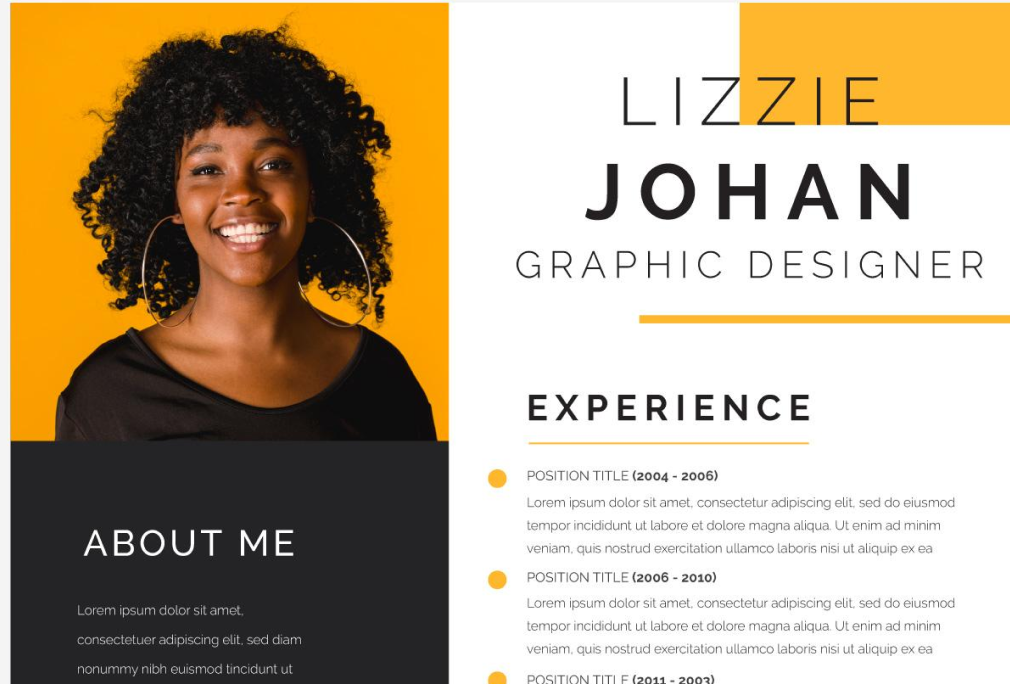 LIZZIE
JOHAN
GRAPHIC DESIGNER
ABOUT ME
Lorem ipsum dolor sit amet,
consectetuer adipiscing elit, sed diam
nonummy nibh euismod tincidunt ut
EXPERIENCE
POSITION TITLE (2004 - 2006)
Lorem ipsum dolor sit amet, consectetur adipiscing elit, sed do eiusmod
tempor incididunt ut labore et dolore magna aliqua. Ut enim ad minim
veniam, quis nostrud exercitation ullamco laboris nisi ut aliquip ex ea
POSITION TITLE (2006 - 2010)
Lorem ipsum dolor sit amet, consectetur adipiscing elit, sed do eiusmod
tempor incididunt ut labore et dolore magna aliqua. Ut enim ad minim
veniam, quis nostrud exercitation ullamco laboris nisi ut aliquip ex ea
POSITION TITLE (2011 - 2003)